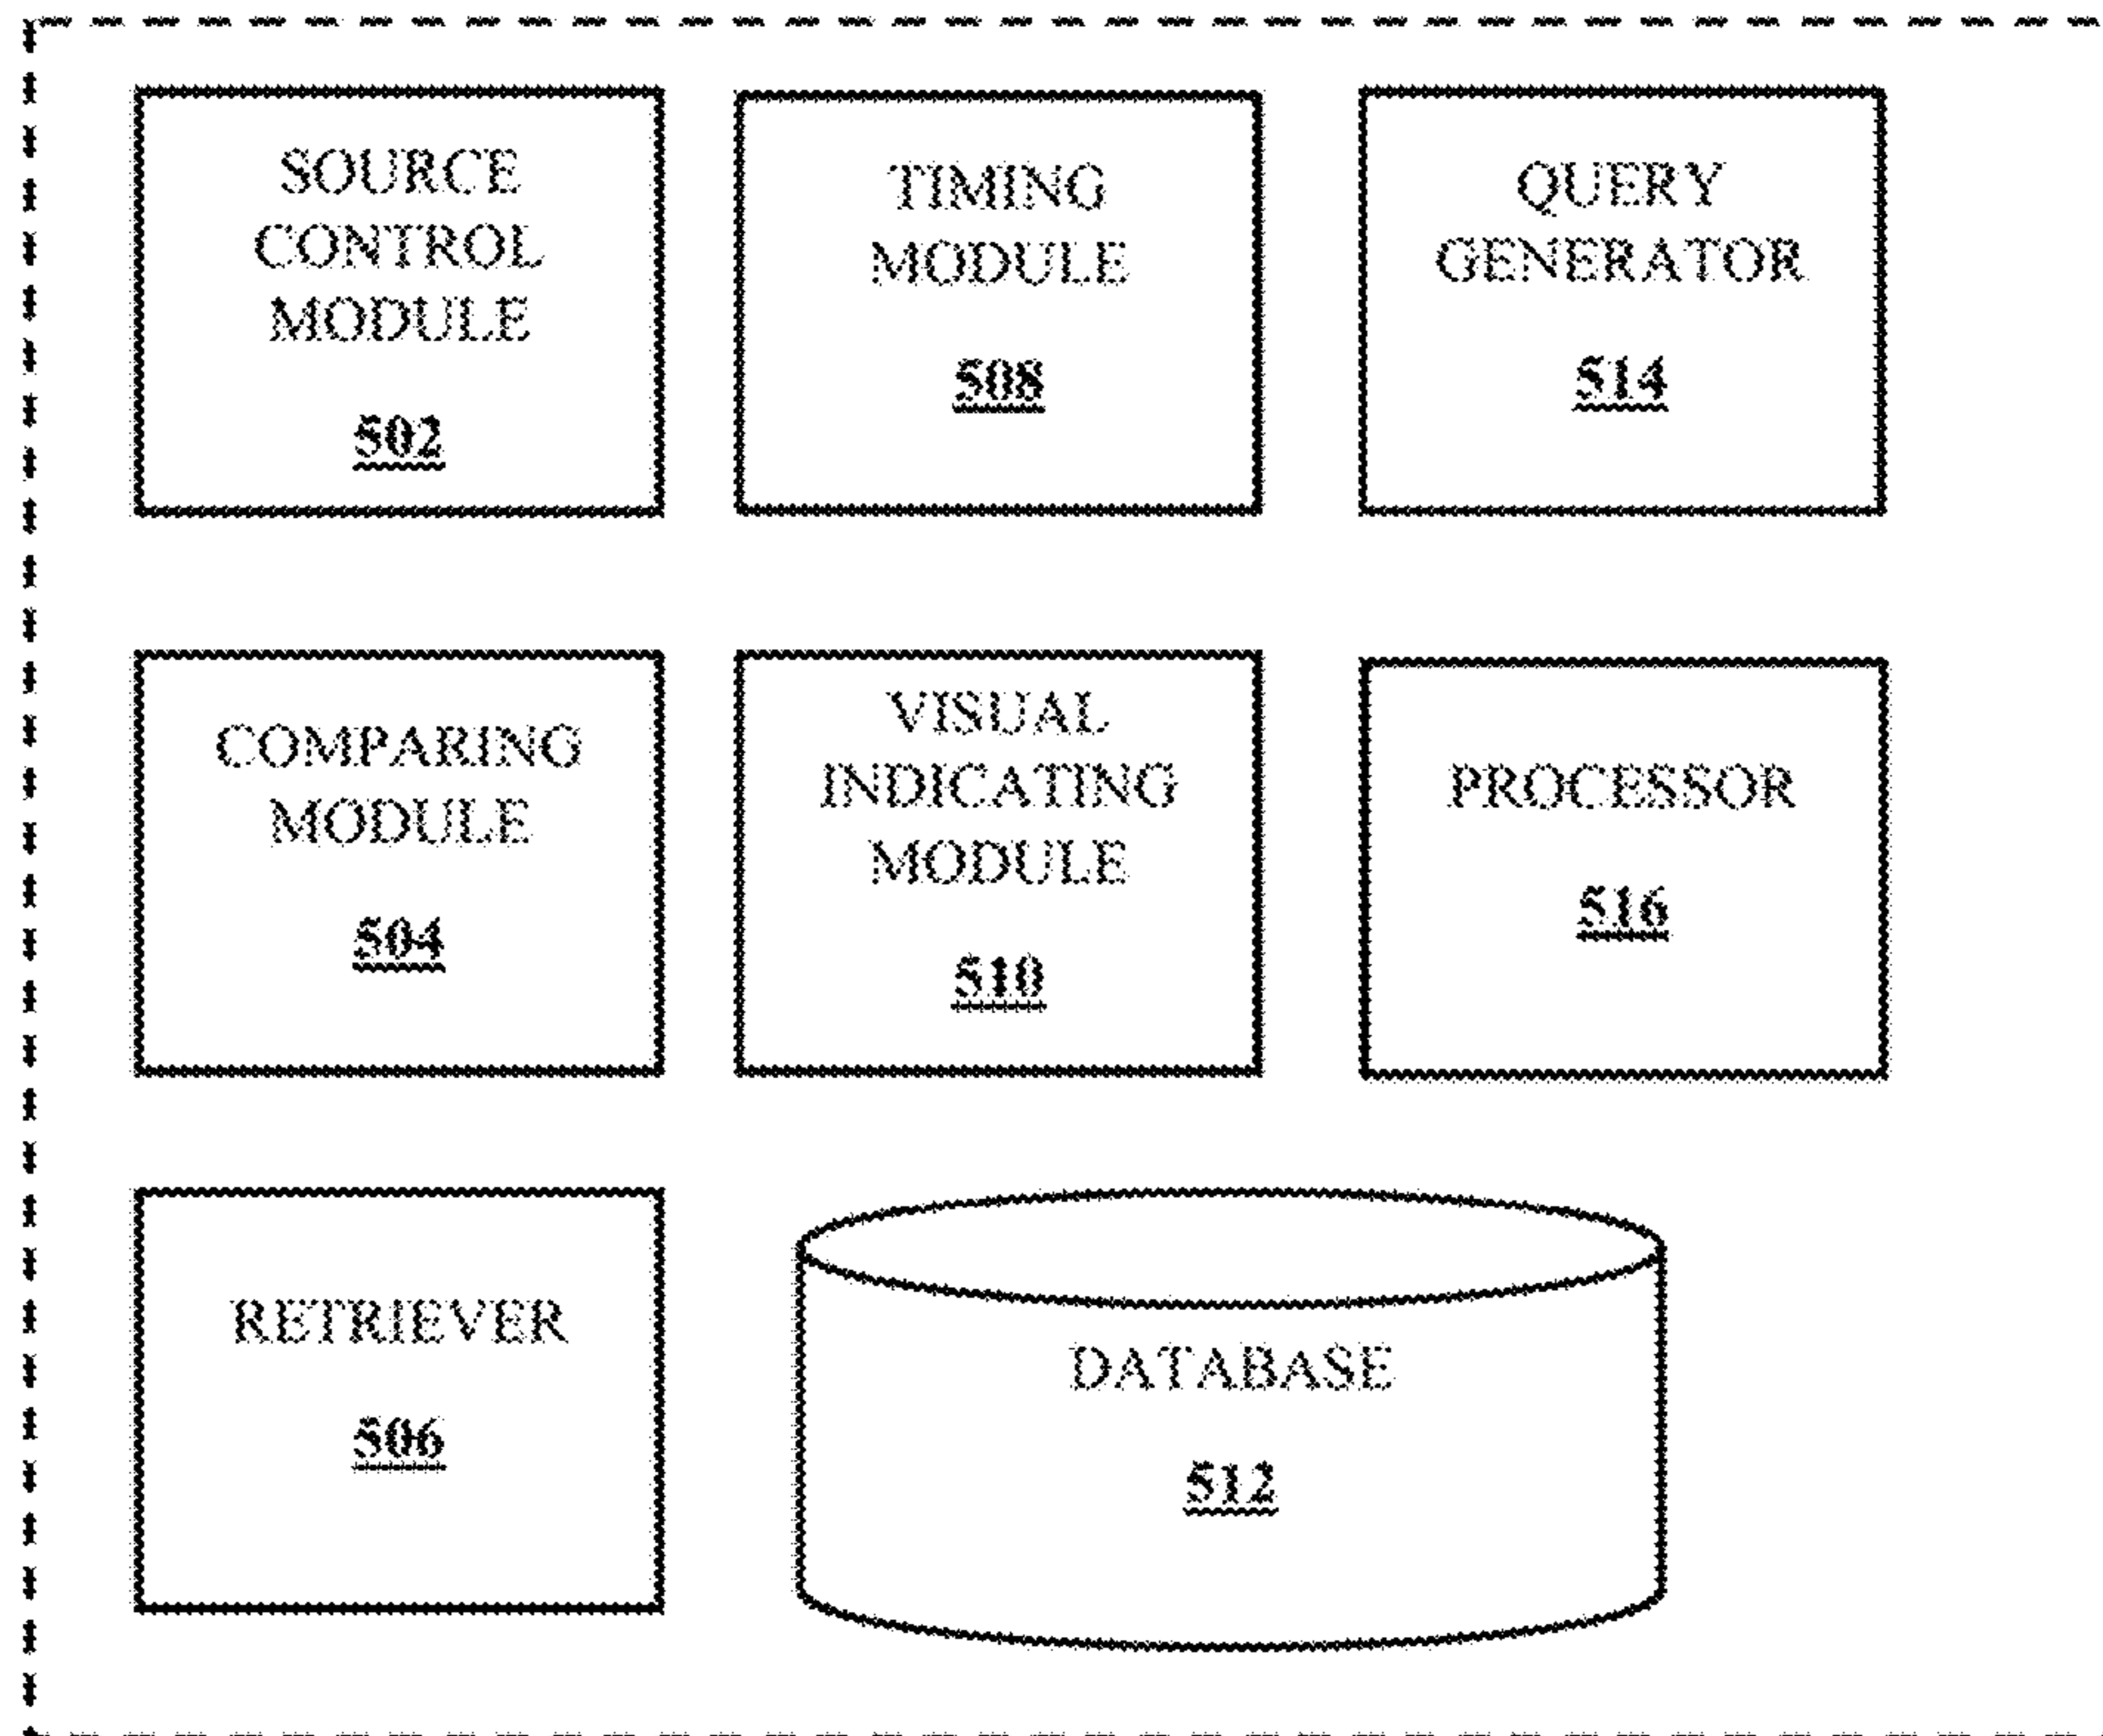 SOURCE
CONTROL
MODULE
502
TIMING
MODULE
508
QUERY
GENERATOR
514
COMPARING
MODULE
504
VISUAL
INDICATING
MODULE
510
PROCESSOR
516
RETRIEVER
506
DATABASE
512